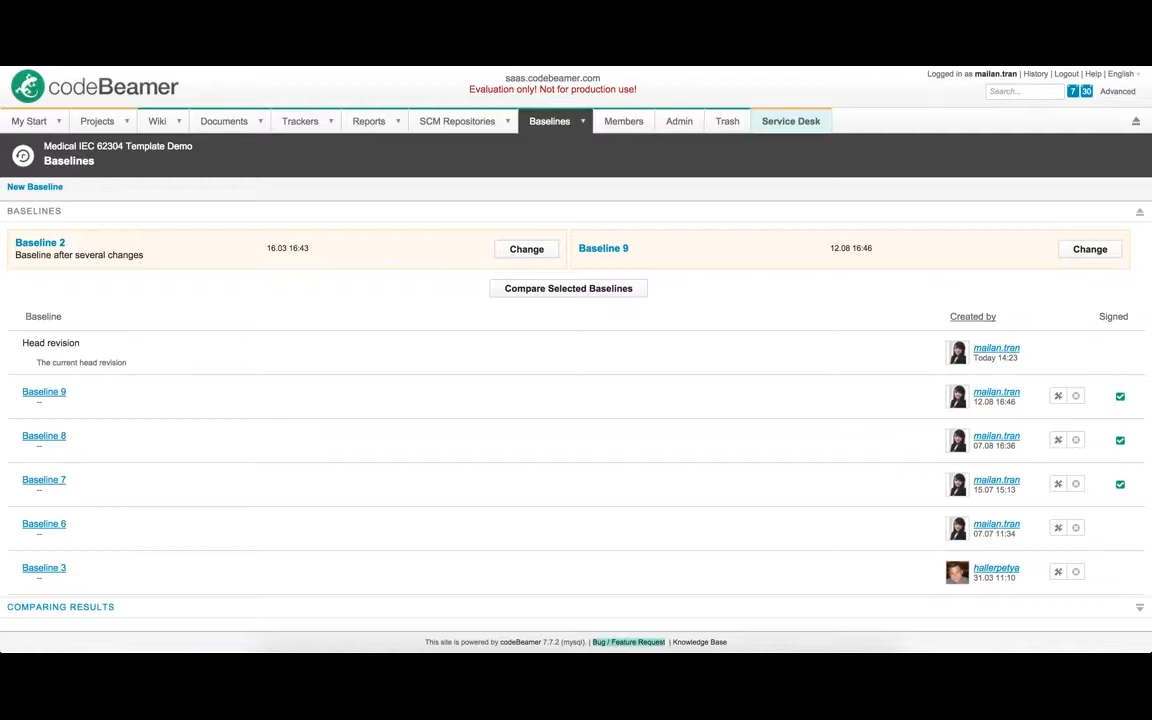 codeBeamer
saas.codebeamer.com
Evaluation only! Not for production use!
Logged in as mailan.tran | History | Logout | Help | English
Search...
7 30 Advanced
My Start Projects Wiki Documents Trackers Reports SCM Repositories Baselines Members Admin Trash Service Desk
Medical IEC 62304 Template Demo
Baselines
New Baseline
BASELINES
Baseline 2 16.03 16:43 Change
Baseline after several changes
Baseline 9 12.08 16:46 Change
Compare Selected Baselines
Baseline Created by Signed
Head revision mailan.tran
The current head revision Today 14:23
Baseline 9 mailan.tran
-- 12.08 16:46
Baseline 8 mailan.tran
-- 07.08 16:36
Baseline 7 mailan.tran
-- 15.07 15:13
Baseline 6 mailan.tran
-- 07.07 11:34
Baseline 3 hallerpetya
-- 31.03 11:10
COMPARING RESULTS
This site is powered by codeBeamer 7.7.2 (mysql). | Bug / Feature Request | Knowledge Base